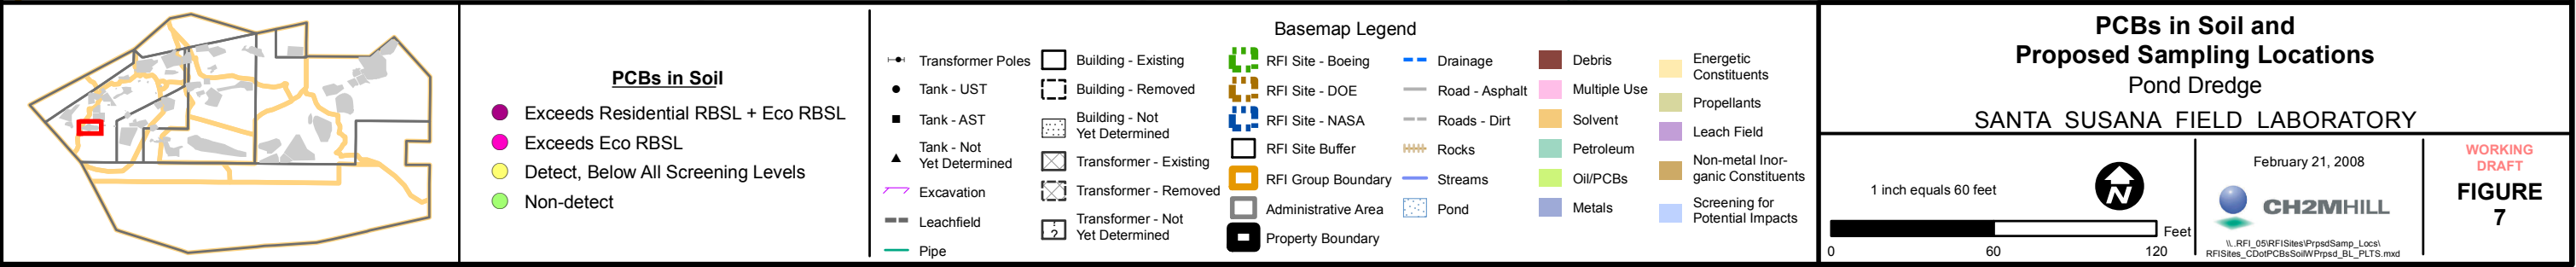 PCBs in Soil
Exceeds Residential RBSL + Eco RBSL
Exceeds Eco RBSL
Detect, Below All Screening Levels
Non-detect
Basemap Legend
Transformer Poles
Tank - UST
Tank - AST
Tank - Not
Yet Determined
Excavation
Leachfield
Pipe
Building - Existing
Building - Removed
Building - Not
Yet Determined
Transformer - Existing
Transformer - Removed
?
Transformer - Not
Yet Determined
RFI Site - Boeing
RFI Site - DOE
RFI Site - NASA
RFI Site Buffer
RFI Group Boundary
Administrative Area
Property Boundary
Drainage
Road - Asphalt
Roads - Dirt
Rocks
Streams
Pond
Debris
Multiple Use
Solvent
Petroleum
Oil/PCBs
Metals
Energetic
Constituents
Propellants
Leach Field
Non-metal Inor-
ganic Constituents
Screening for
Potential Impacts
PCBs in Soil and
Proposed Sampling Locations
Pond Dredge
SANTA SUSANA FIELD LABORATORY
1 inch equals 60 feet
N
Feet
0 60 120
February 21, 2008
CH2MHILL
\\..RFI_05\RFISites\PrpsdSamp_Locs\
RFISites_CDotPCBsSoilWPrpsd_BL_PLTS.mxd
WORKING
DRAFT
FIGURE
7